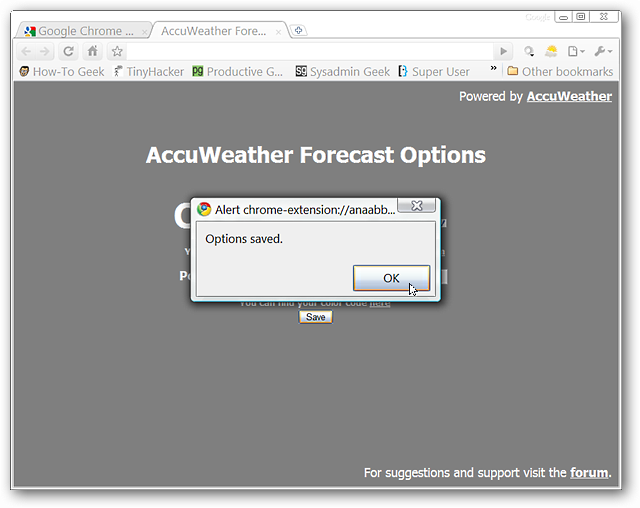 Google
Google Chrome ...
AccuWeather Fore...
How-To Geek
TinyHacker
Productive G...
Sysadmin Geek
Super User
»
Other bookmarks
Powered by AccuWeather
AccuWeather Forecast Options
Alert chrome-extension://anaabb...
Options saved.
OK
You can find your color code here
Save
For suggestions and support visit the forum.